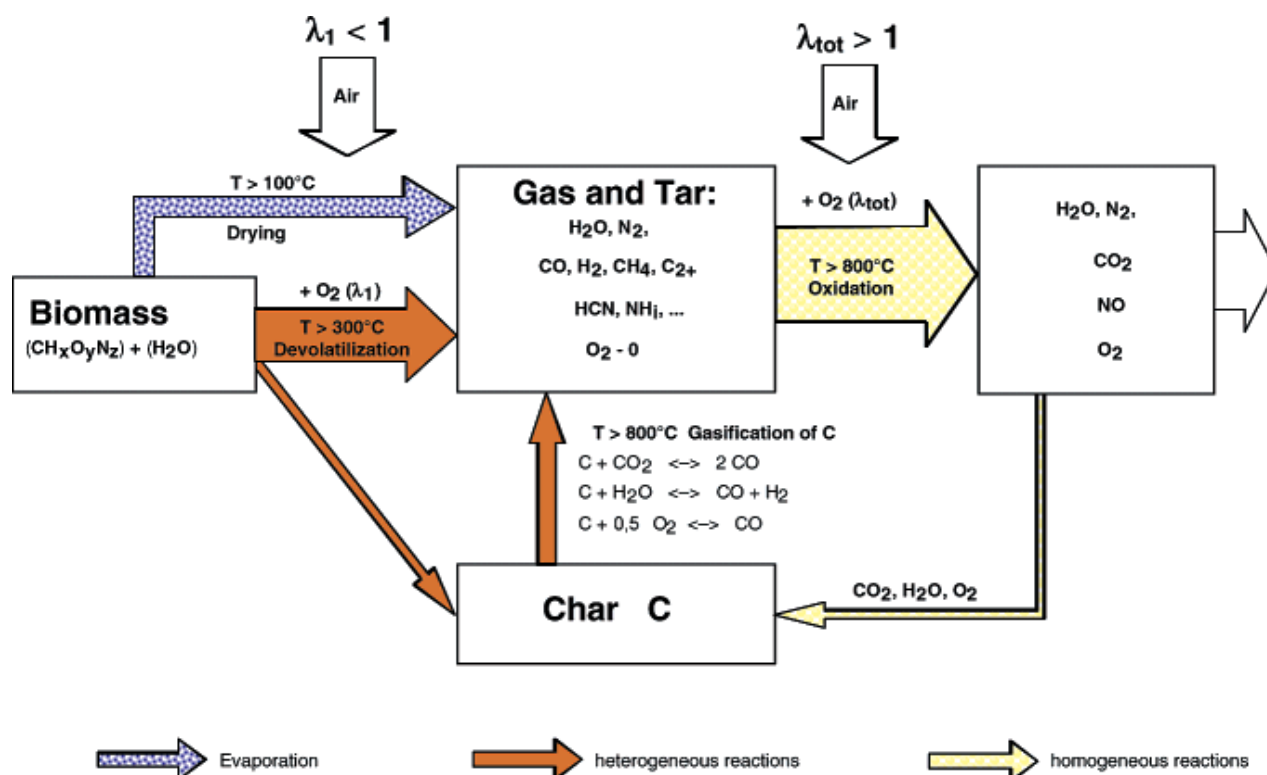 λ₁ < 1
λtot > 1
Air
Air
T > 100°C
Drying
Gas and Tar:
H₂O, N₂,
CO, H₂, CH₄, C₂₊
HCN, NHᵢ, ...
O₂ - 0
+ O₂ (λtot)
T > 800°C
Oxidation
H₂O, N₂,
CO₂
NO
O₂
Biomass
(CHₓOyNz) + (H₂O)
+ O₂ (λ₁)
T > 300°C
Devolatilization
T > 800°C Gasification of C
C + CO₂ <-> 2 CO
C + H₂O <-> CO + H₂
C + 0,5 O₂ <-> CO
Char C
CO₂, H₂O, O₂
Evaporation
heterogeneous reactions
homogeneous reactions